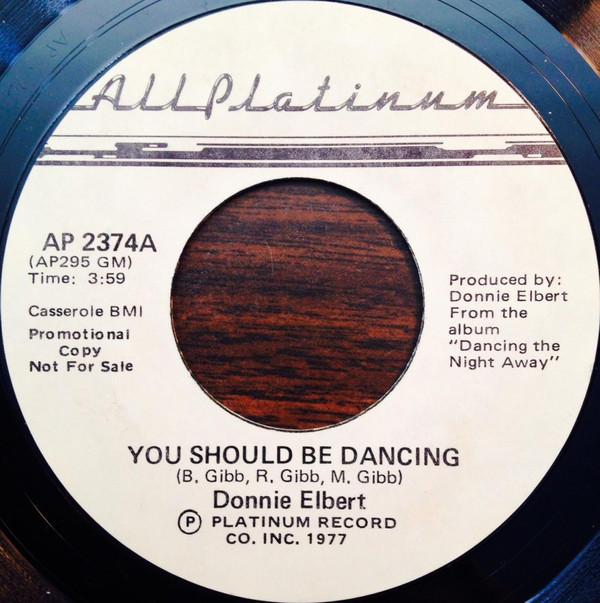 All Platinum
AP 2374A
(AP295 GM)
Time: 3:59
Casserole BMI
Promotional
Copy
Not For Sale
Produced by:
Donnie Elbert
From the
album
"Dancing the
Night Away"
YOU SHOULD BE DANCING
(B. Gibb, R. Gibb, M. Gibb)
Donnie Elbert
Ⓟ PLATINUM RECORD
CO. INC. 1977